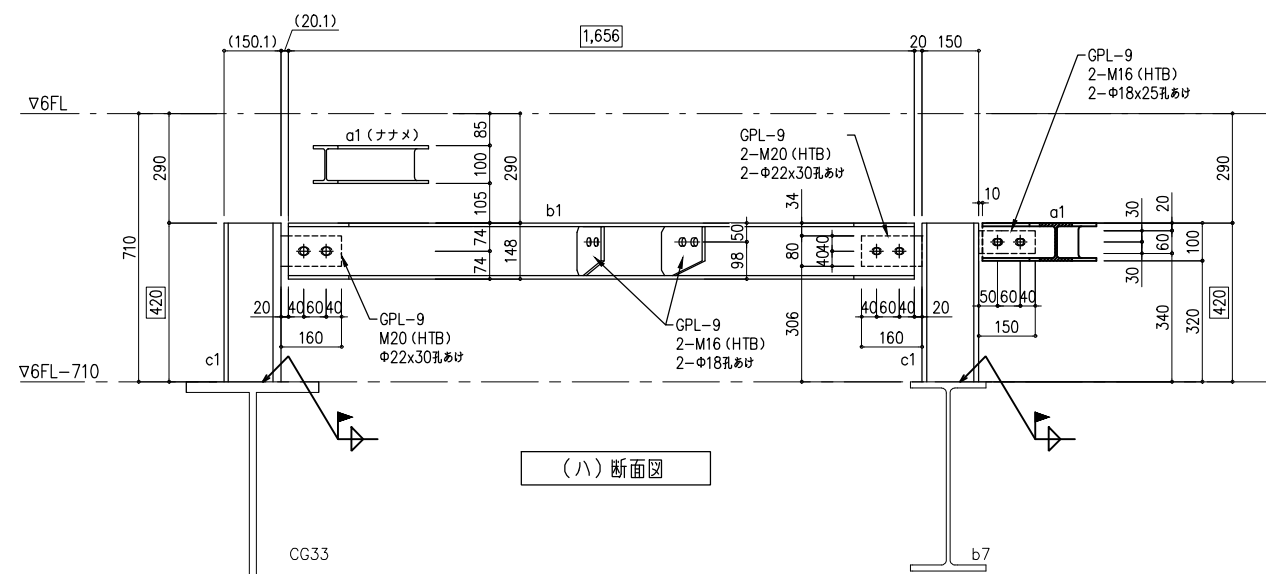 (20.1)
(150.1)
1,656
20
150
GPL-9
2-M16(HTB)
2-Φ18x25孔あけ
▽6FL
a1(ナナメ)
85
100
105
290
290
710
420
GPL-9
2-M20(HTB)
2-Φ22x30孔あけ
34
80
40
40
306
10
a1
30
60
30
20
100
290
340
320
420
b1
74
74
148
50
98
20
40
60
40
160
GPL-9
M20(HTB)
Φ22x30孔あけ
GPL-9
2-M16(HTB)
2-Φ18孔あけ
40
60
40
20
160
50
60
40
150
c1
c1
▽6FL-710
(ハ)断面図
CG33
b7